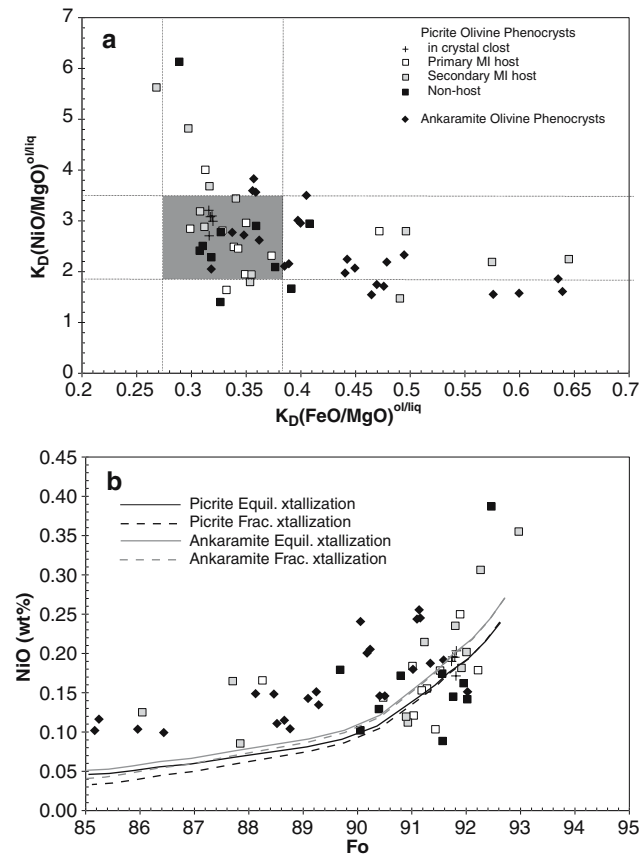 a
Picrite Olivine Phenocrysts
in crystal clost
Primary MI host
Secondary MI host
Non-host
Ankaramite Olivine Phenocrysts
7
6
5
4
3
2
1
0
K_D(NiO/MgO)^ol/liq
0.2
0.25
0.3
0.35
0.4
0.45
0.5
0.55
0.6
0.65
K_D(FeO/MgO)^ol/liq
b
Picrite Equil. xtallization
Picrite Frac. xtallization
Ankaramite Equil. xtallization
Ankaramite Frac. xtallization
0.45
0.40
0.35
0.30
0.25
0.20
0.15
0.10
0.05
0.00
NiO (wt%)
85
86
87
88
89
90
91
92
93
94
95
Fo